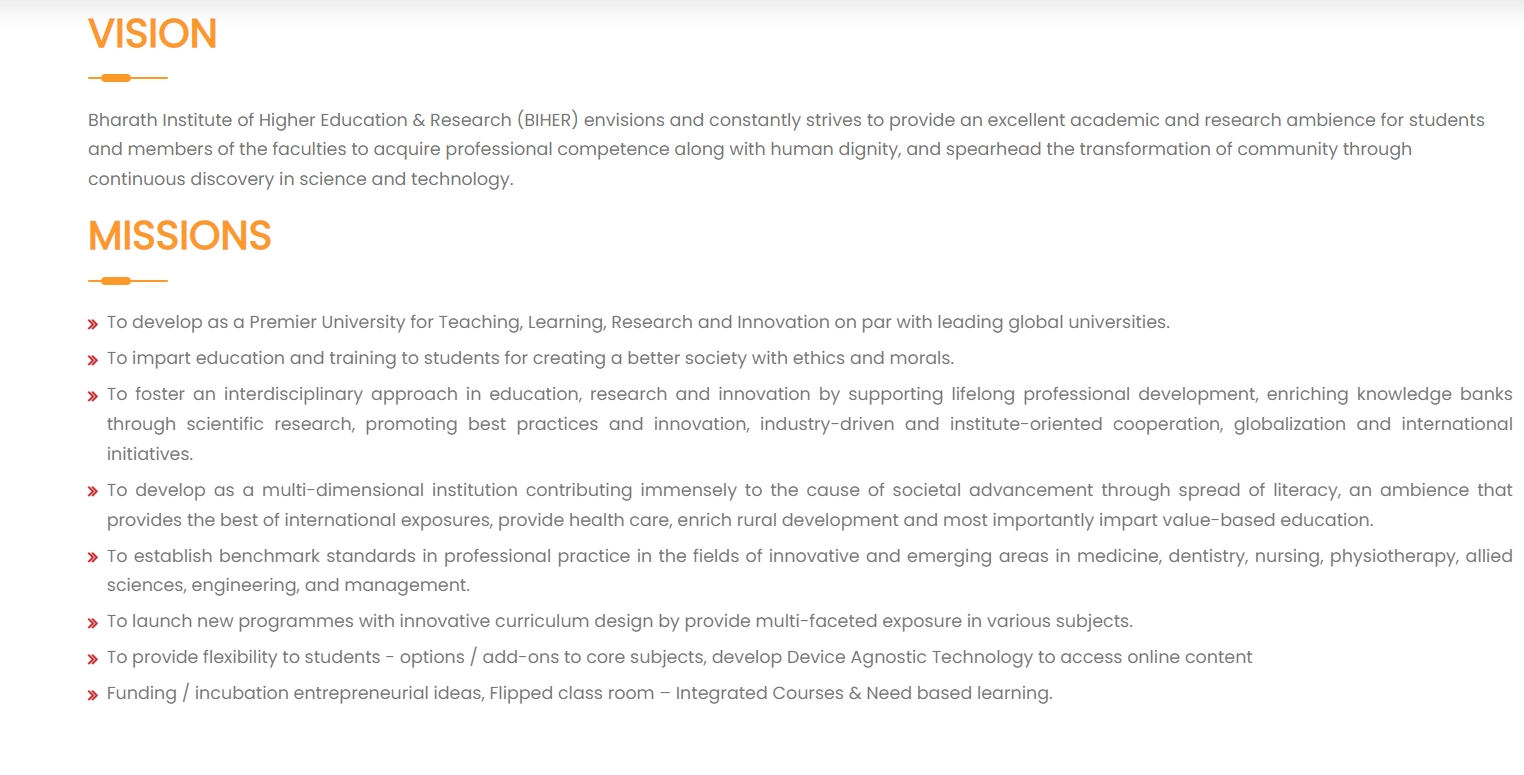 VISION
Bharath Institute of Higher Education & Research (BIHER) envisions and constantly strives to provide an excellent academic and research ambience for students
and members of the faculties to acquire professional competence along with human dignity, and spearhead the transformation of community through
continuous discovery in science and technology.
MISSIONS
To develop as a Premier University for Teaching, Learning, Research and Innovation on par with leading global universities.
To impart education and training to students for creating a better society with ethics and morals.
To foster an interdisciplinary approach in education, research and innovation by supporting lifelong professional development, enriching knowledge banks
through scientific research, promoting best practices and innovation, industry-driven and institute-oriented cooperation, globalization and international
initiatives.
To develop as a multi-dimensional institution contributing immensely to the cause of societal advancement through spread of literacy, an ambience that
provides the best of international exposures, provide health care, enrich rural development and most importantly impart value-based education.
To establish benchmark standards in professional practice in the fields of innovative and emerging areas in medicine, dentistry, nursing, physiotherapy, allied
sciences, engineering, and management.
To launch new programmes with innovative curriculum design by provide multi-faceted exposure in various subjects.
To provide flexibility to students - options / add-ons to core subjects, develop Device Agnostic Technology to access online content
Funding / incubation entrepreneurial ideas, Flipped class room – Integrated Courses & Need based learning.